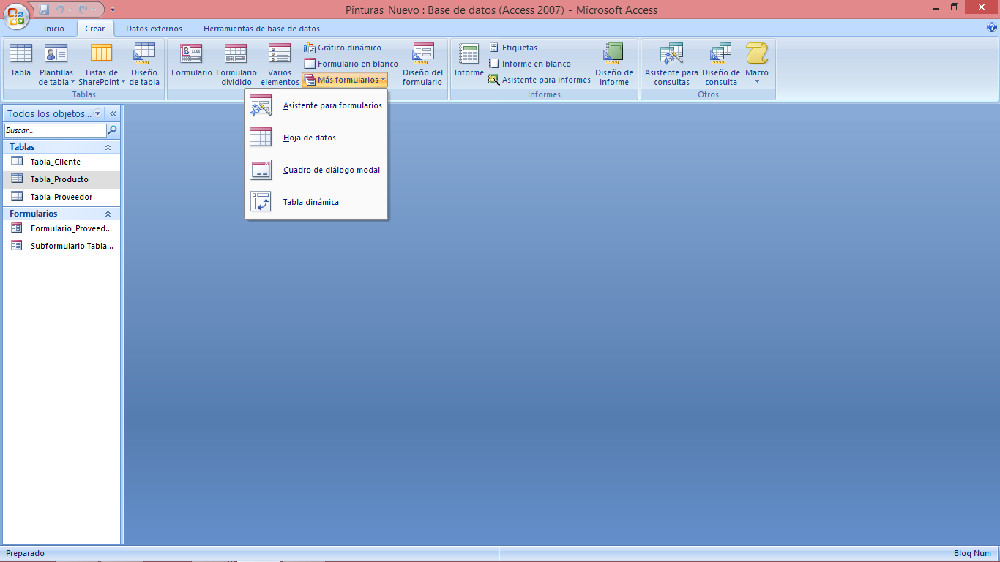 Pinturas_Nuevo : Base de datos (Access 2007) - Microsoft Access
Inicio
Crear
Datos externos
Herramientas de base de datos
Tabla
Plantillas
de tabla
Listas de
SharePoint
Diseño
de tabla
Tablas
Formulario
Formulario
dividido
Varios
elementos
Gráfico dinámico
Formulario en blanco
Más formularios
Diseño del
formulario
Informe
Etiquetas
Informe en blanco
Asistente para informes
Diseño de
informe
Informes
Asistente para
consultas
Diseño de
consulta
Macro
Otros
Asistente para formularios
Hoja de datos
Cuadro de diálogo modal
Tabla dinámica
Todos los objetos...
Buscar...
Tablas
Tabla_Cliente
Tabla_Producto
Tabla_Proveedor
Formularios
Formulario_Proveed...
Subformulario Tabla...
Preparado
Bloq Num